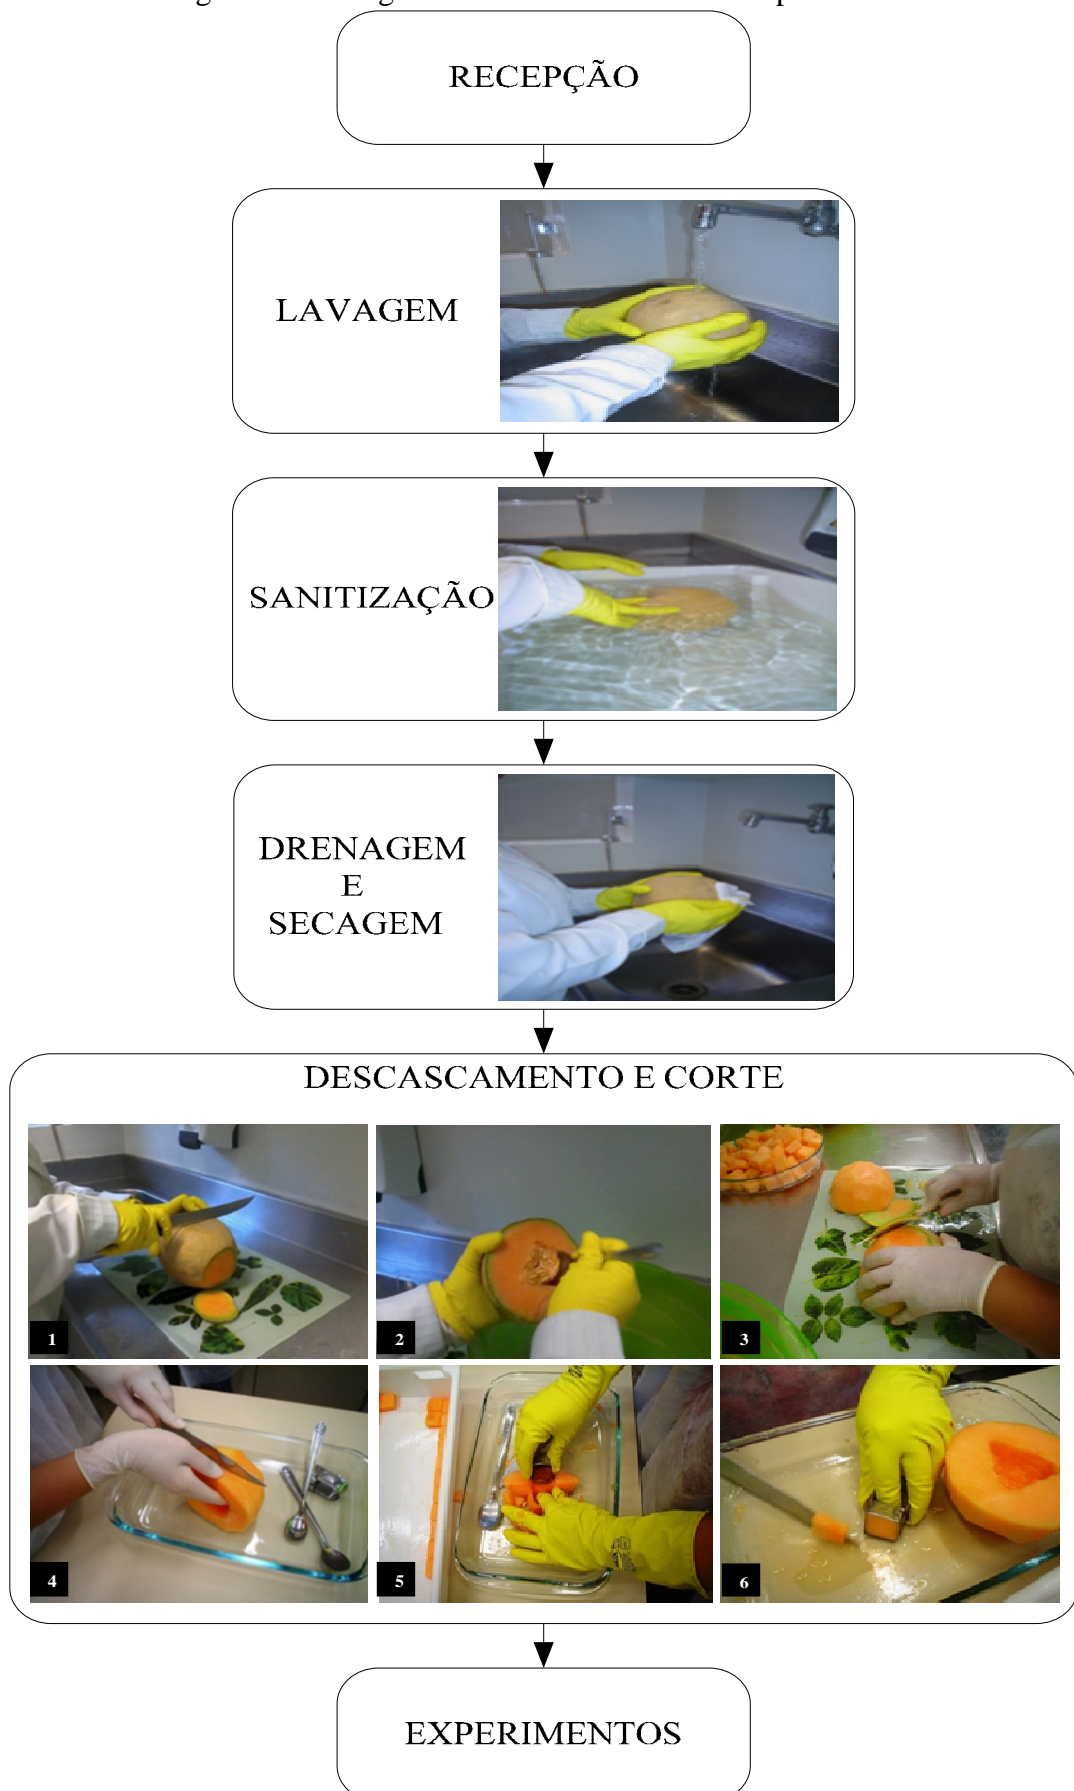 RECEPÇÃO
LAVAGEM
SANITIZAÇÃO
DRENAGEM
E
SECAGEM
DESCASCAMENTO E CORTE
1
2
3
4
5
6
EXPERIMENTOS